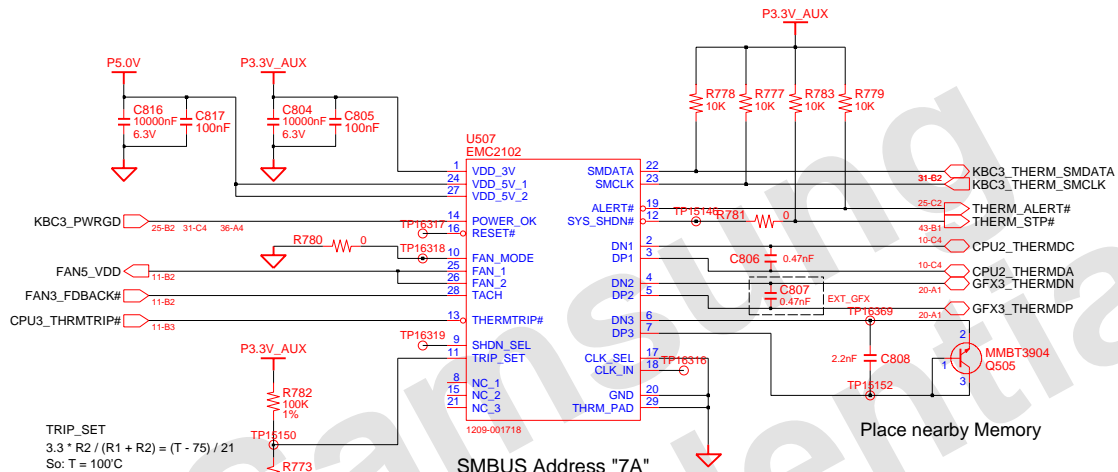 P3.3V_AUX
P5.0V
P3.3V_AUX
C816
10000nF
6.3V
C817
100nF
C804
10000nF
6.3V
C805
100nF
R778
10K
R777
10K
R783
10K
R779
10K
U507
EMC2102
1 VDD_3V
24 VDD_5V_1
27 VDD_5V_2
14 POWER_OK
16 RESET#
10 FAN_MODE
25 FAN_1
26 FAN_2
28 TACH
13 THERMTRIP#
9 SHDN_SEL
11 TRIP_SET
8 NC_1
15 NC_2
21 NC_3
SMDATA 22
SMCLK 23
ALERT# 19
SYS_SHDN# 12
DN1 2
DP1 3
DN2 4
DP2 5
DN3 6
DP3 7
CLK_SEL 17
CLK_IN 18
GND 20
THRM_PAD 29
1209-001718
KBC3_PWRGD
25-B2 31-C4 36-A4
TP16317
R780 0
TP16318
FAN5_VDD
11-B2
FAN3_FDBACK#
11-B2
CPU3_THRMTRIP#
11-B3
TP16319
P3.3V_AUX
R782
100K
1%
TP15150
R773
TRIP_SET
3.3 * R2 / (R1 + R2) = (T - 75) / 21
So: T = 100'C
KBC3_THERM_SMDATA
31-B2
KBC3_THERM_SMCLK
25-C2
THERM_ALERT#
TP15146
R781 0
THERM_STP#
43-B1
10-C4
CPU2_THERMDC
C806 0.47nF
CPU2_THERMDA
10-C4
GFX3_THERMDN
20-A1
C807
0.47nF
EXT_GFX
GFX3_THERMDP
20-A1
TP16369
2.2nF C808
TP15152
2
1
3
MMBT3904
Q505
TP16316
Place nearby Memory
SMBUS Address "7A"
Samsung